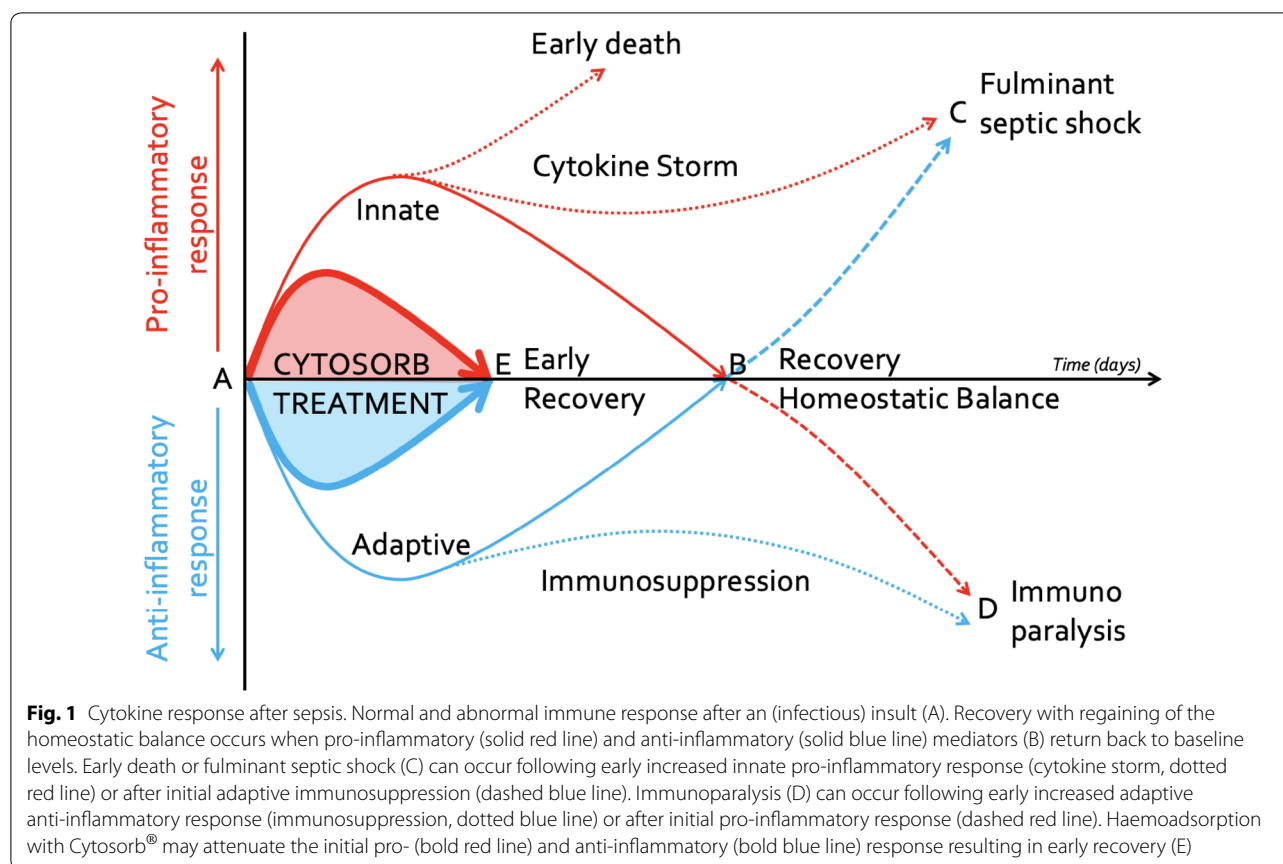 Early death
Pro-inflammatory
response
C Fulminant
septic shock
Cytokine Storm
Innate
A
CYTOSORB
E Early
B Recovery
Time (days)
TREATMENT
Recovery
Homeostatic Balance
Anti-inflammatory
response
Adaptive
Immunosuppression
D Immuno
paralysis
Fig. 1 Cytokine response after sepsis. Normal and abnormal immune response after an (infectious) insult (A). Recovery with regaining of the
homeostatic balance occurs when pro-inflammatory (solid red line) and anti-inflammatory (solid blue line) mediators (B) return back to baseline
levels. Early death or fulminant septic shock (C) can occur following early increased innate pro-inflammatory response (cytokine storm, dotted
red line) or after initial adaptive immunosuppression (dashed blue line). Immunoparalysis (D) can occur following early increased adaptive
anti-inflammatory response (immunosuppression, dotted blue line) or after initial pro-inflammatory response (dashed red line). Haemoadsorption
with Cytosorb® may attenuate the initial pro- (bold red line) and anti-inflammatory (bold blue line) response resulting in early recovery (E)